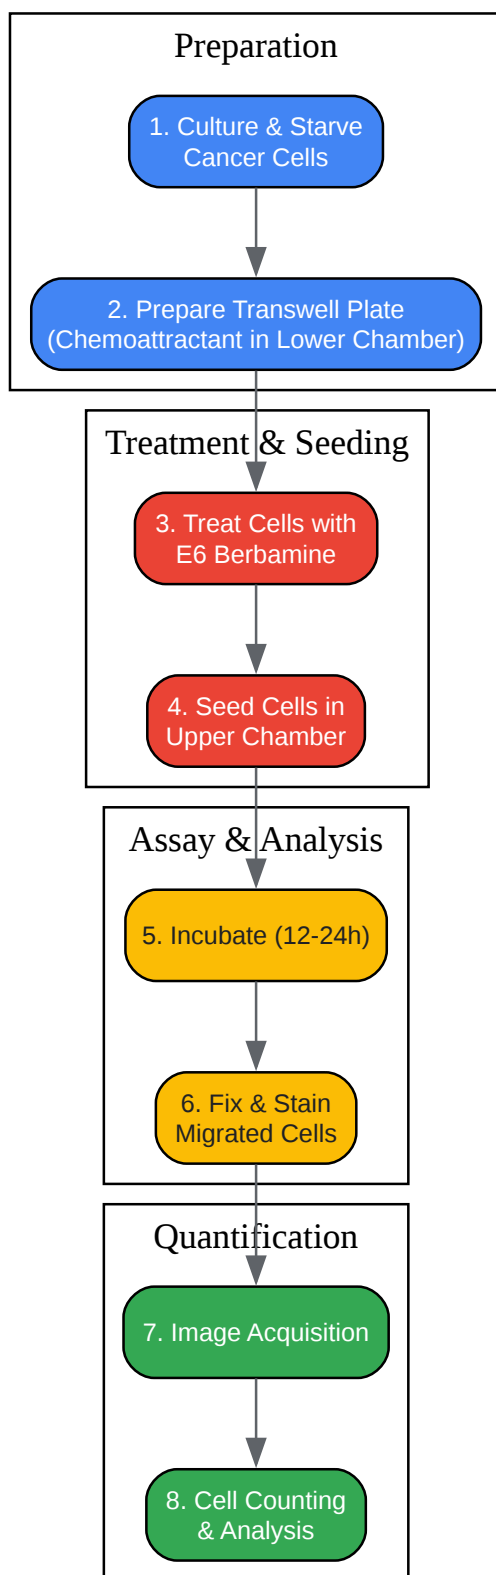 Preparation
1. Culture & Starve
Cancer Cells
2. Prepare Transwell Plate
(Chemoattractant in Lower Chamber)
Treatment & Seeding
3. Treat Cells with
E6 Berbamine
4. Seed Cells in
Upper Chamber
Assay & Analysis
5. Incubate (12-24h)
6. Fix & Stain
Migrated Cells
Quantification
7. Image Acquisition
8. Cell Counting
& Analysis